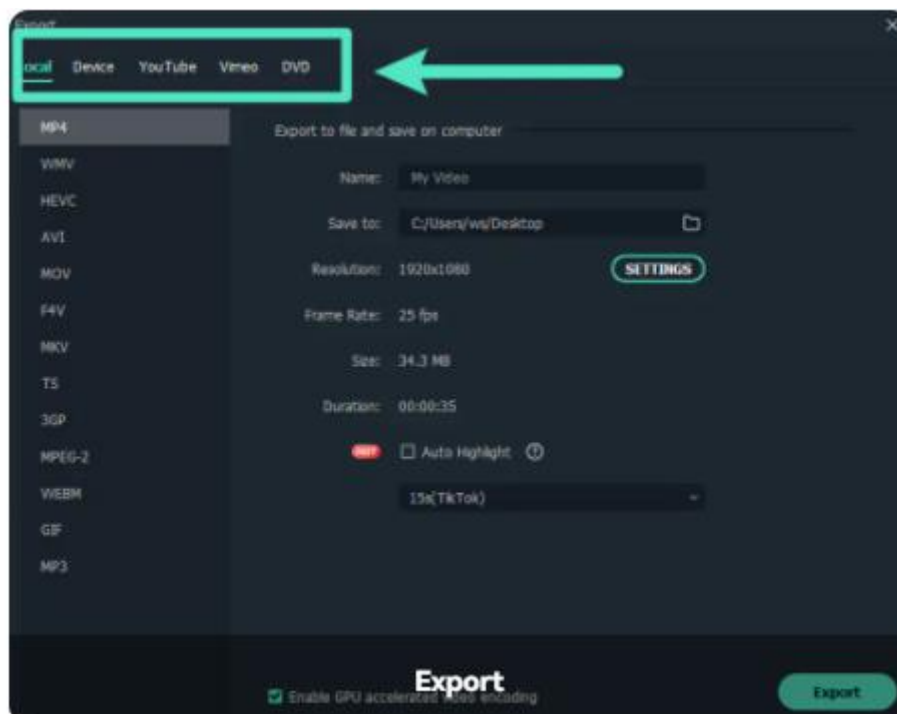 Export
Local Device YouTube Vimeo DVD
MP4
WMV
HEVC
AVI
MOV
F4V
MKV
TS
3GP
MPEG-2
WEBM
GIF
MP3
Export to file and save on computer
Name: My Video
Save to: C:/Users/ws/Desktop
Resolution: 1920x1080 SETTINGS
Frame Rate: 25 fps
Size: 34.3 MB
Duration: 00:00:35
HOT Auto Highlight ?
15s(TikTok)
Export
Enable GPU accelerated video encoding
Export